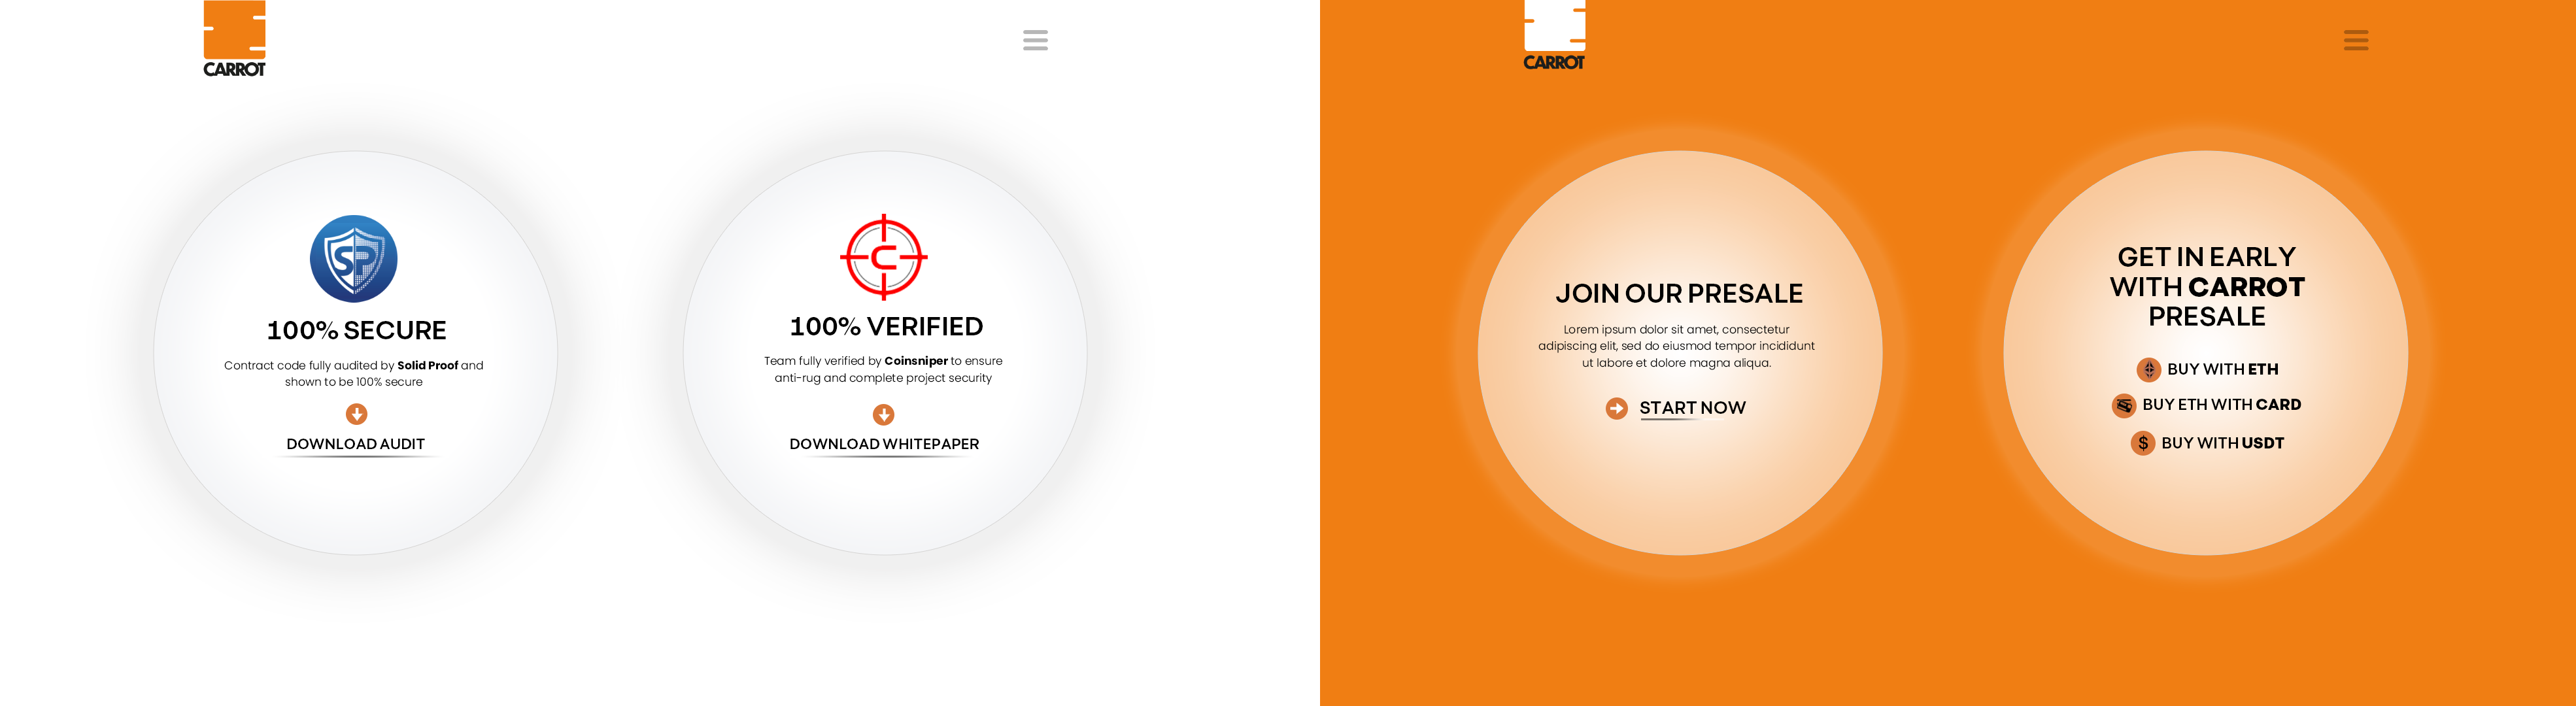 CARROT
SP
100% SECURE
Contract code fully audited by Solid Proof and
shown to be 100% secure
DOWNLOAD AUDIT
C
100% VERIFIED
Team fully verified by Coinsniper to ensure
anti-rug and complete project security
DOWNLOAD WHITEPAPER
CARROT
JOIN OUR PRESALE
Lorem ipsum dolor sit amet, consectetur
adipiscing elit, sed do eiusmod tempor incididunt
ut labore et dolore magna aliqua.
START NOW
GET IN EARLY
WITH CARROT
PRESALE
BUY WITH ETH
BUY ETH WITH CARD
$ BUY WITH USDT